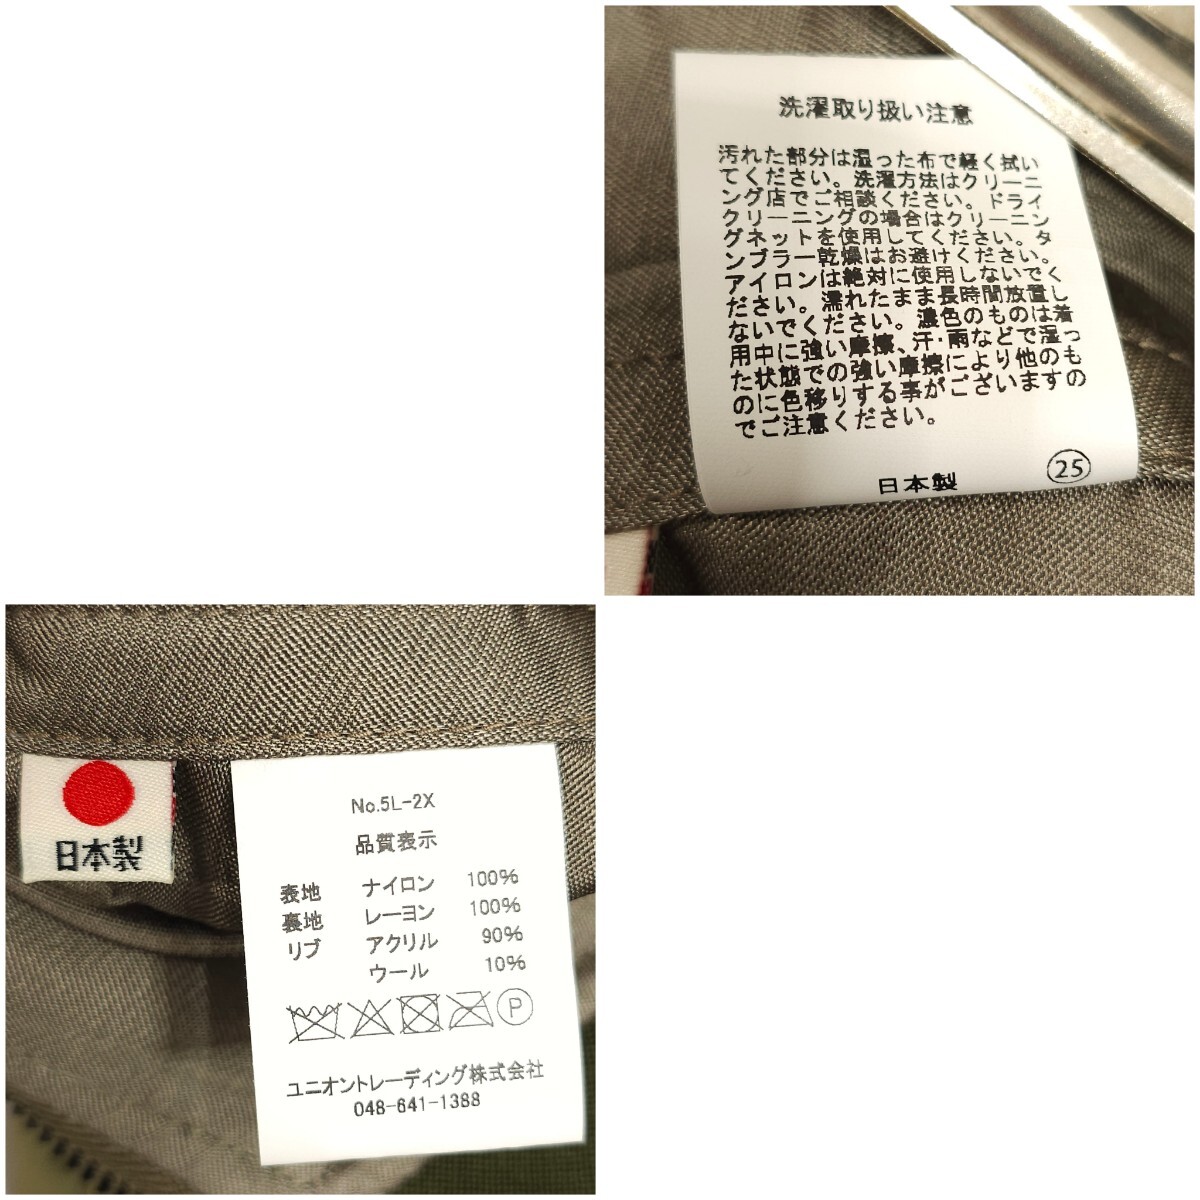 洗濯取り扱い注意
汚れた部分は湿った布で軽く拭い
てください。洗濯方法はクリーニ
ング店でご相談ください。ドライ
クリーニングの場合はクリーニン
グネットを使用してください。タ
ンブラー乾燥はお避けください。
アイロンは絶対に使用しないでく
ださい。濡れたまま長時間放置し
ないでください。濃色のものは着
用中に強い摩擦、汗・雨などで湿っ
た状態での強い摩擦により他のも
のに色移りする事がございますの
でご注意ください。
日本製 25
日本製
No.5L-2X
品質表示
表地 ナイロン 100%
裏地 レーヨン 100%
リブ アクリル 90%
ウール 10%
P
ユニオントレーディング株式会社
048-641-1388